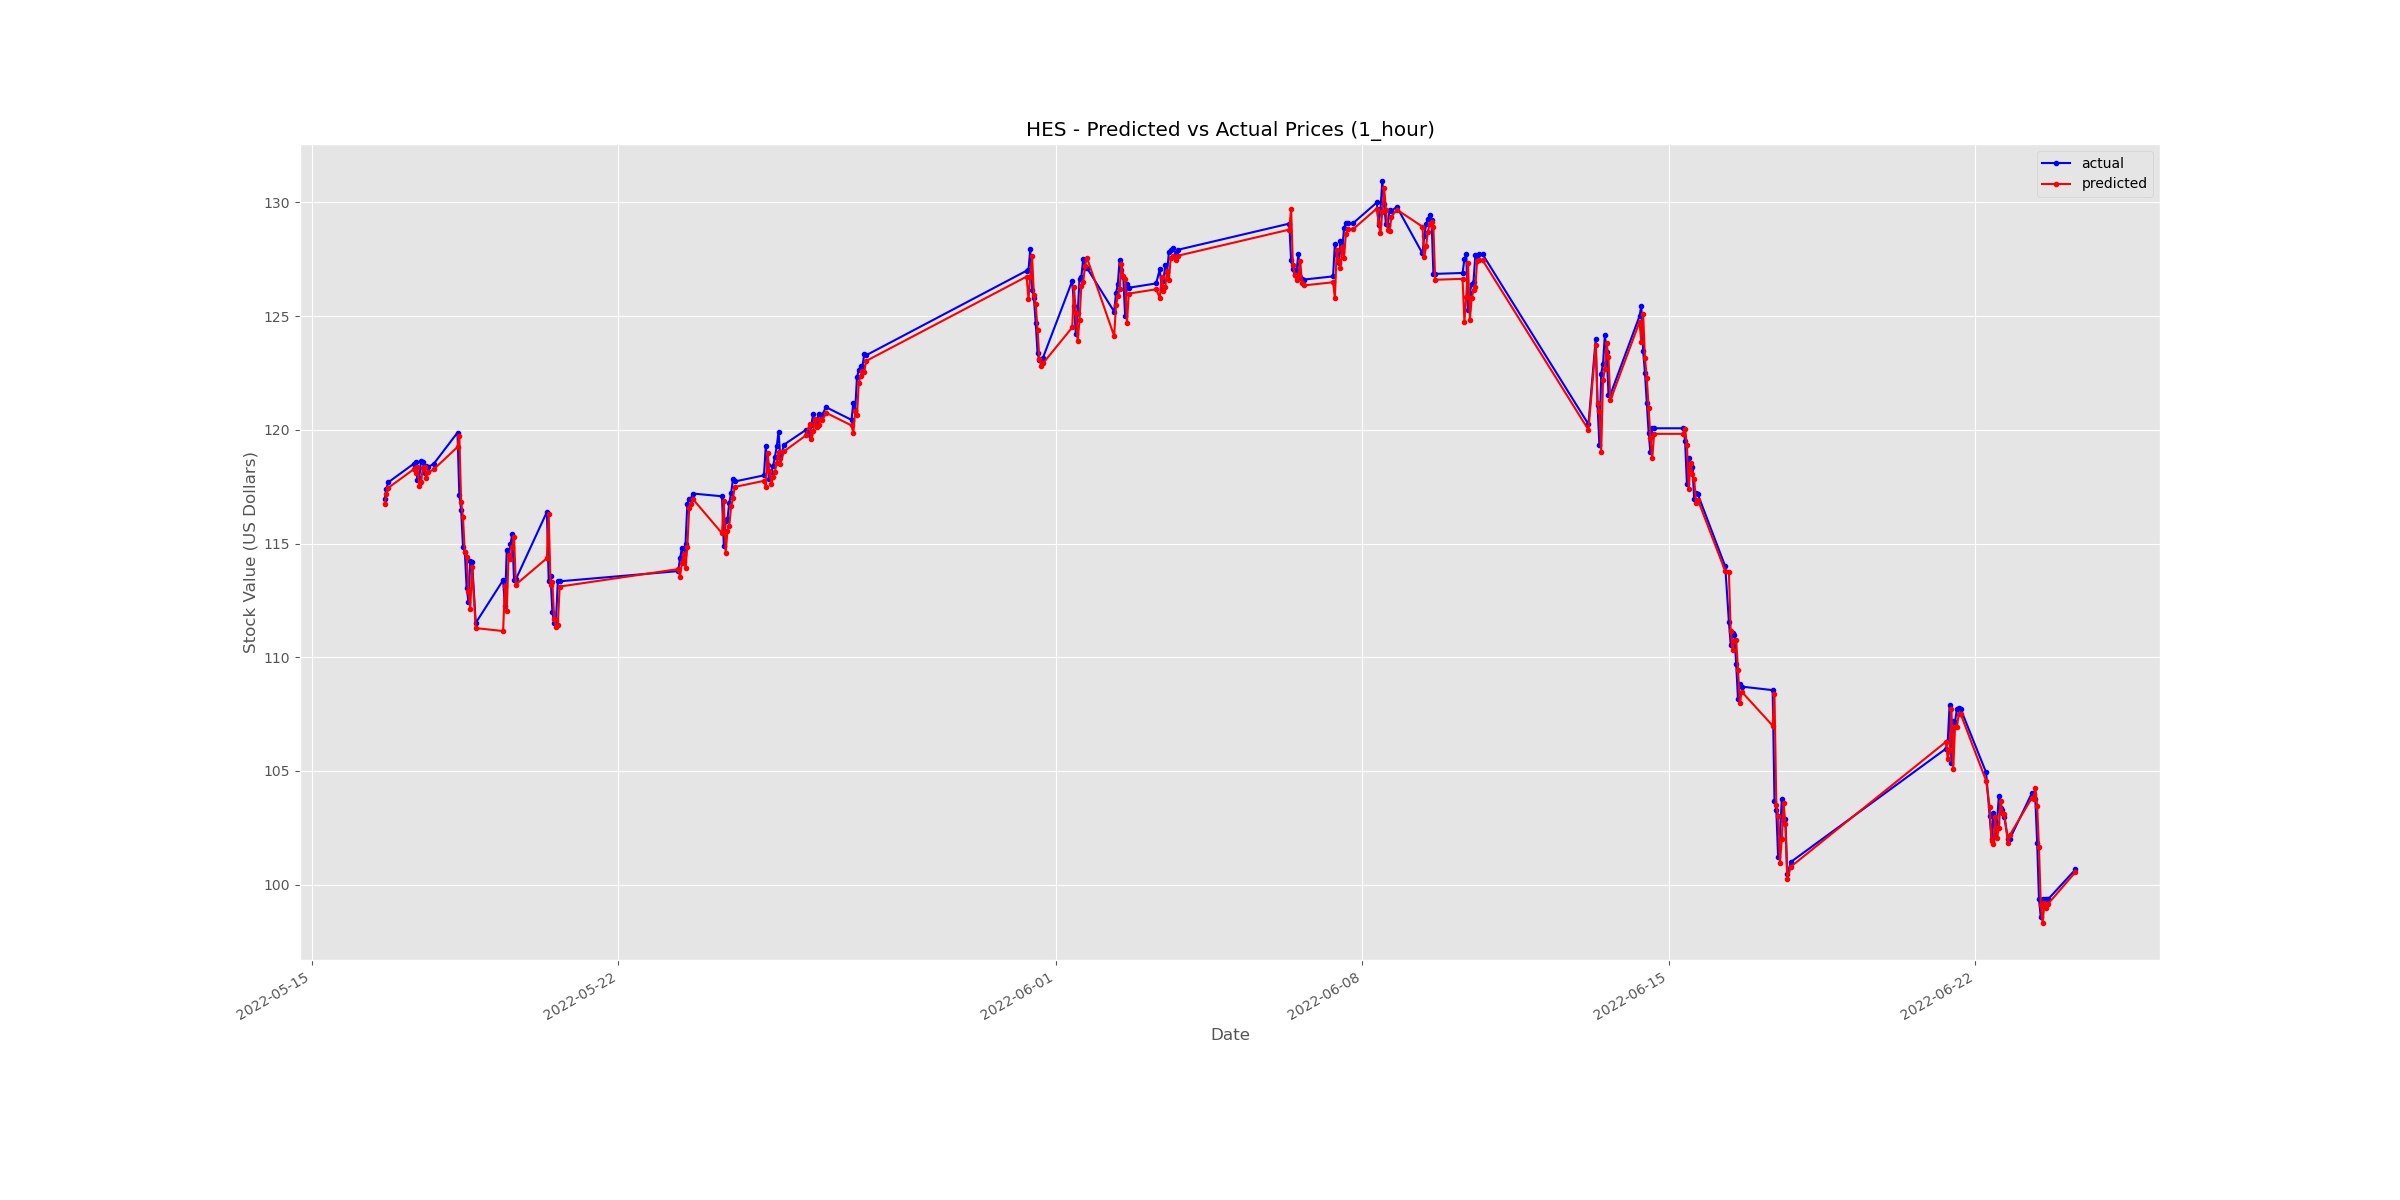 HES - Predicted vs Actual Prices (1_hour)
actual
predicted
Stock Value (US Dollars)
130
125
120
115
110
105
100
2022-05-15
2022-05-22
2022-06-01
2022-06-08
2022-06-15
2022-06-22
Date